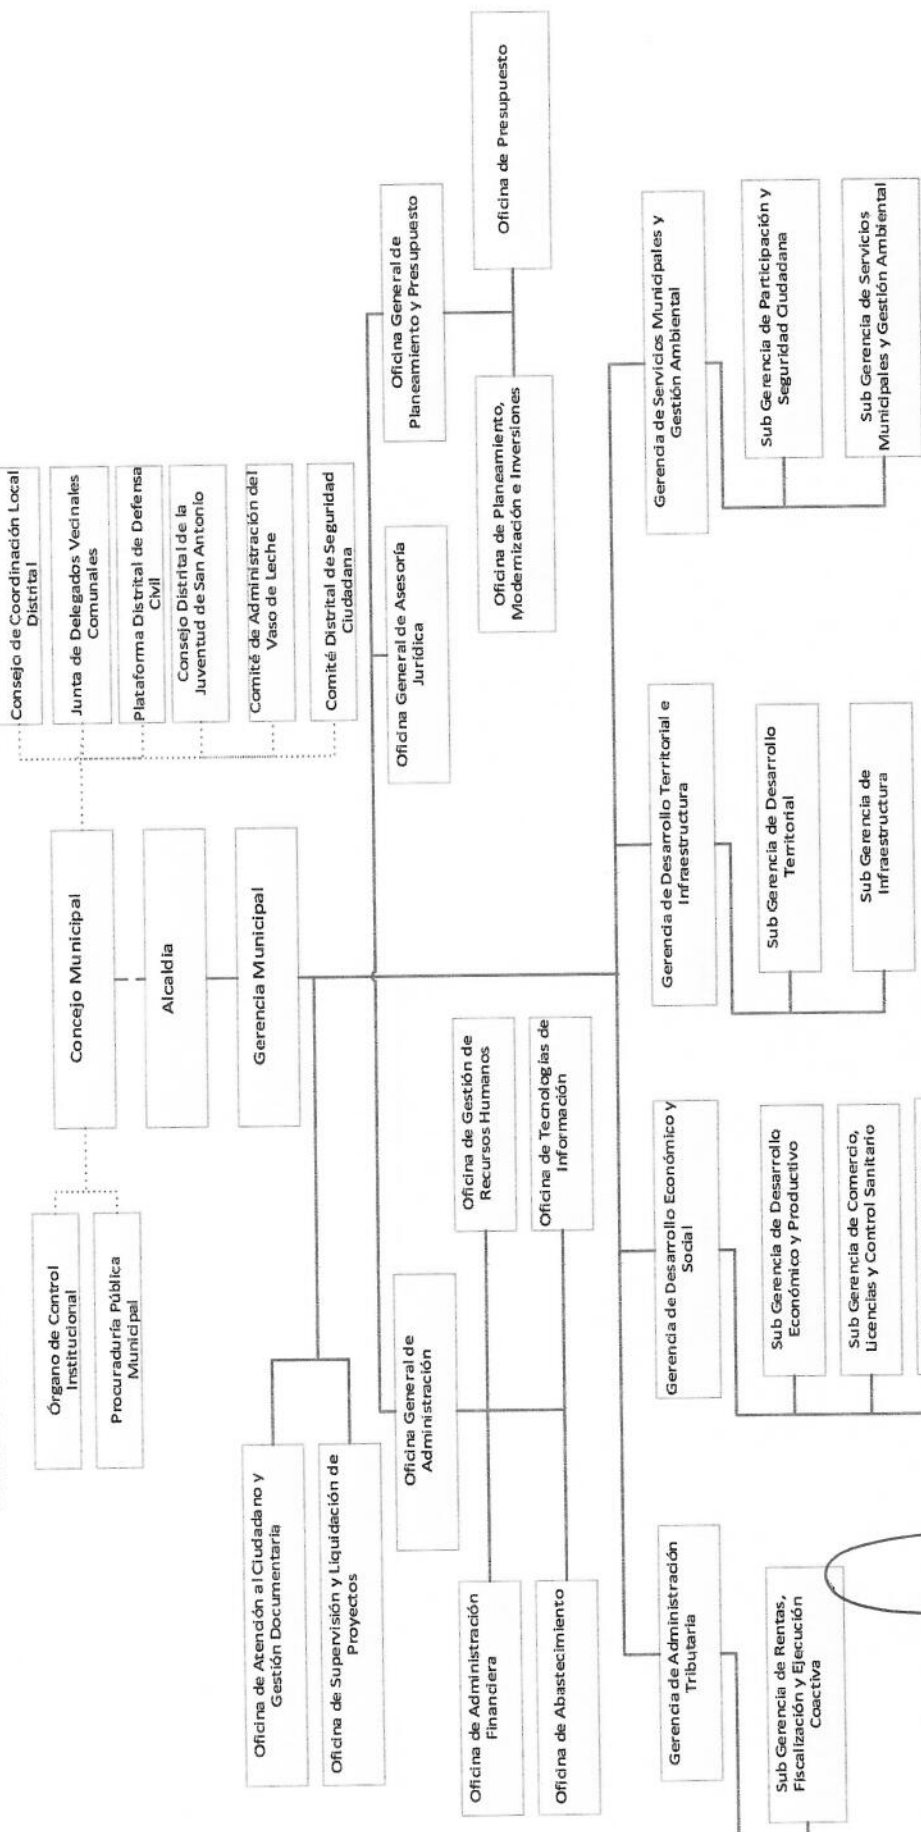 Consejo de Coordinación Local
Distrital
Junta de Delegados Vecinales
Comunales
Plataforma Distrital de Defensa
Civil
Consejo Distrital de la
Juventud de San Antonio
Comité de Administración del
Vaso de Leche
Comité Distrital de Seguridad
Ciudadana
Concejo Municipal
Alcaldía
Gerencia Municipal
Órgano de Control
Institucional
Procuraduría Pública
Municipal
Oficina de Atención al Ciudadano y
Gestión Documentaria
Oficina de Supervisión y Liquidación de
Proyectos
Oficina General de
Administración
Oficina General de Asesoría
Jurídica
Oficina General de
Planeamiento y Presupuesto
Oficina de Administración
Financiera
Oficina de Gestión de
Recursos Humanos
Oficina de Abastecimiento
Oficina de Tecnologías de
Información
Oficina de Planeamiento,
Modernización e Inversiones
Oficina de Presupuesto
Gerencia de Administración
Tributaria
Sub Gerencia de Rentas,
Fiscalización y Ejecución
Coactiva
Gerencia de Desarrollo Económico y
Social
Sub Gerencia de Desarrollo
Económico y Productivo
Sub Gerencia de Comercio,
Licencias y Control Sanitario
Gerencia de Desarrollo Territorial e
Infraestructura
Sub Gerencia de Desarrollo
Territorial
Sub Gerencia de
Infraestructura
Gerencia de Servicios Municipales y
Gestión Ambiental
Sub Gerencia de Participación y
Seguridad Ciudadana
Sub Gerencia de Servicios
Municipales y Gestión Ambiental